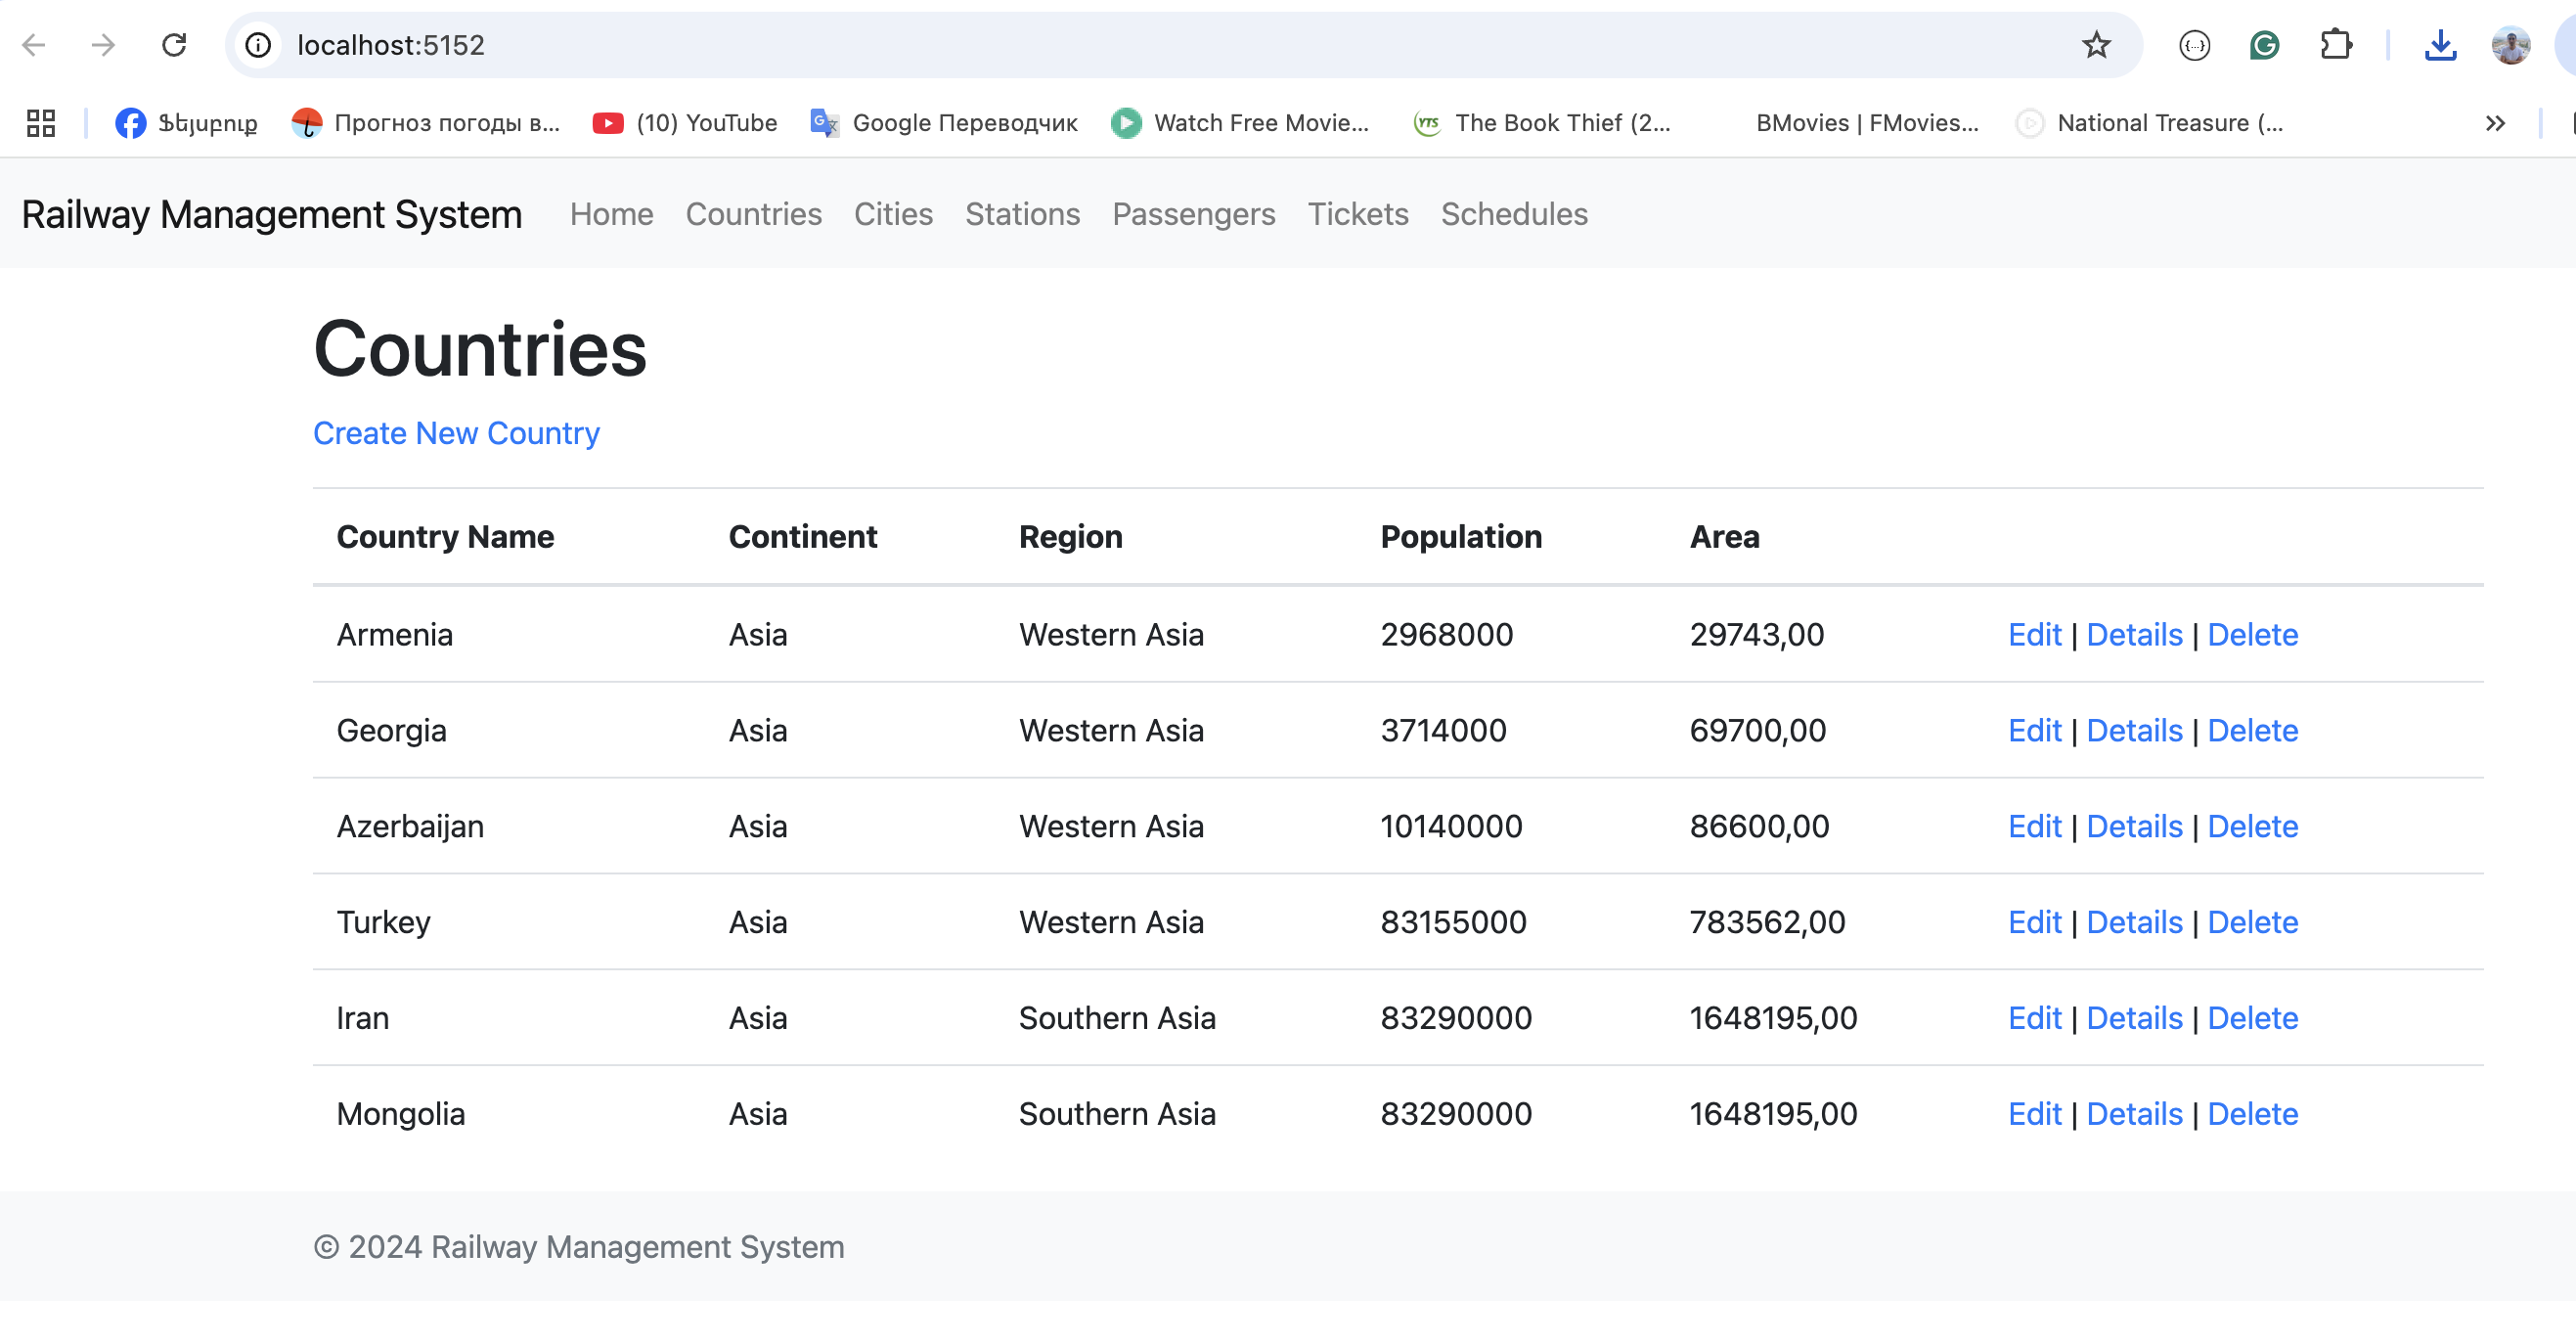 localhost:5152
Ֆեյսբուք Прогноз погоды в... (10) YouTube Google Переводчик Watch Free Movie... YTS The Book Thief (2... BMovies | FMovies... National Treasure (...
Railway Management System Home Countries Cities Stations Passengers Tickets Schedules
Countries
Create New Country
Country Name Continent Region Population Area
Armenia Asia Western Asia 2968000 29743,00 Edit | Details | Delete
Georgia Asia Western Asia 3714000 69700,00 Edit | Details | Delete
Azerbaijan Asia Western Asia 10140000 86600,00 Edit | Details | Delete
Turkey Asia Western Asia 83155000 783562,00 Edit | Details | Delete
Iran Asia Southern Asia 83290000 1648195,00 Edit | Details | Delete
Mongolia Asia Southern Asia 83290000 1648195,00 Edit | Details | Delete
© 2024 Railway Management System